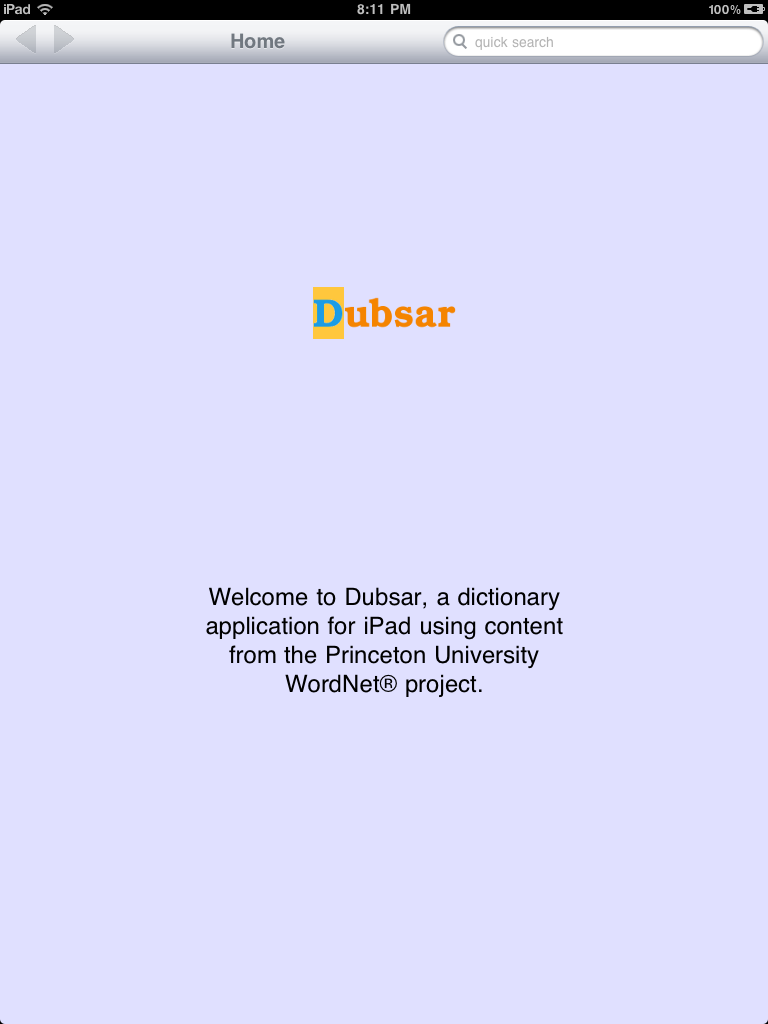 iPad 8:11 PM 100%
Home quick search
Dubsar
Welcome to Dubsar, a dictionary
application for iPad using content
from the Princeton University
WordNet® project.